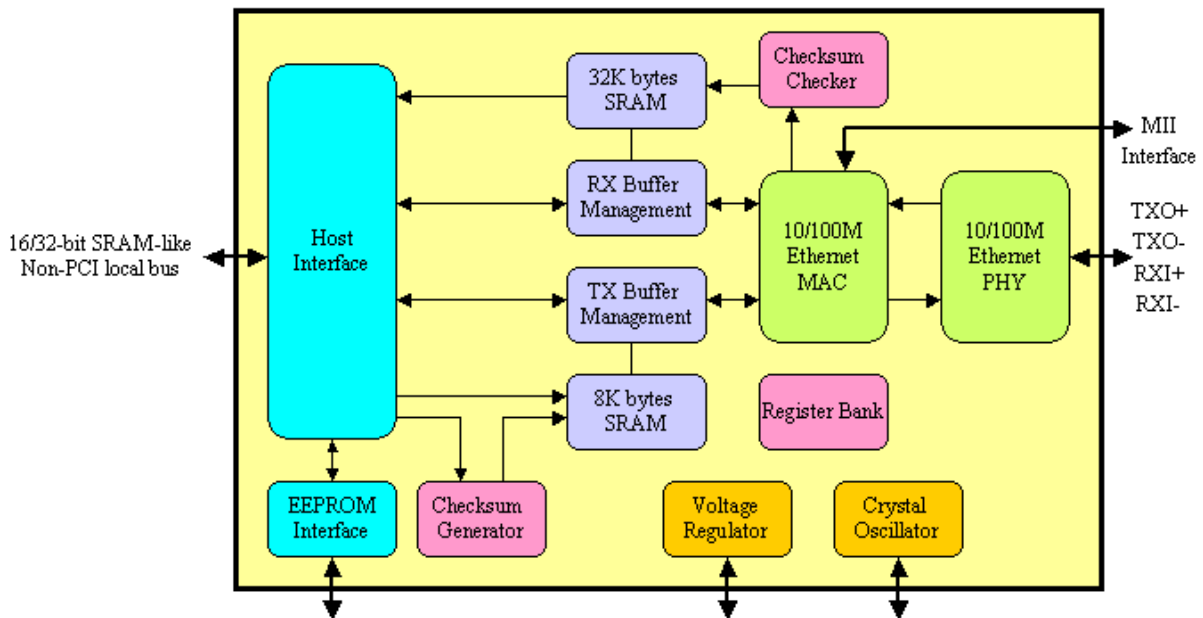 Checksum
Checker
32K bytes
SRAM
MII
Interface
RX Buffer
Management
10/100M
Ethernet
MAC
10/100M
Ethernet
PHY
TXO+
TXO-
RXI+
RXI-
16/32-bit SRAM-like
Non-PCI local bus
Host
Interface
TX Buffer
Management
8K bytes
SRAM
Register Bank
EEPROM
Interface
Checksum
Generator
Voltage
Regulator
Crystal
Oscillator